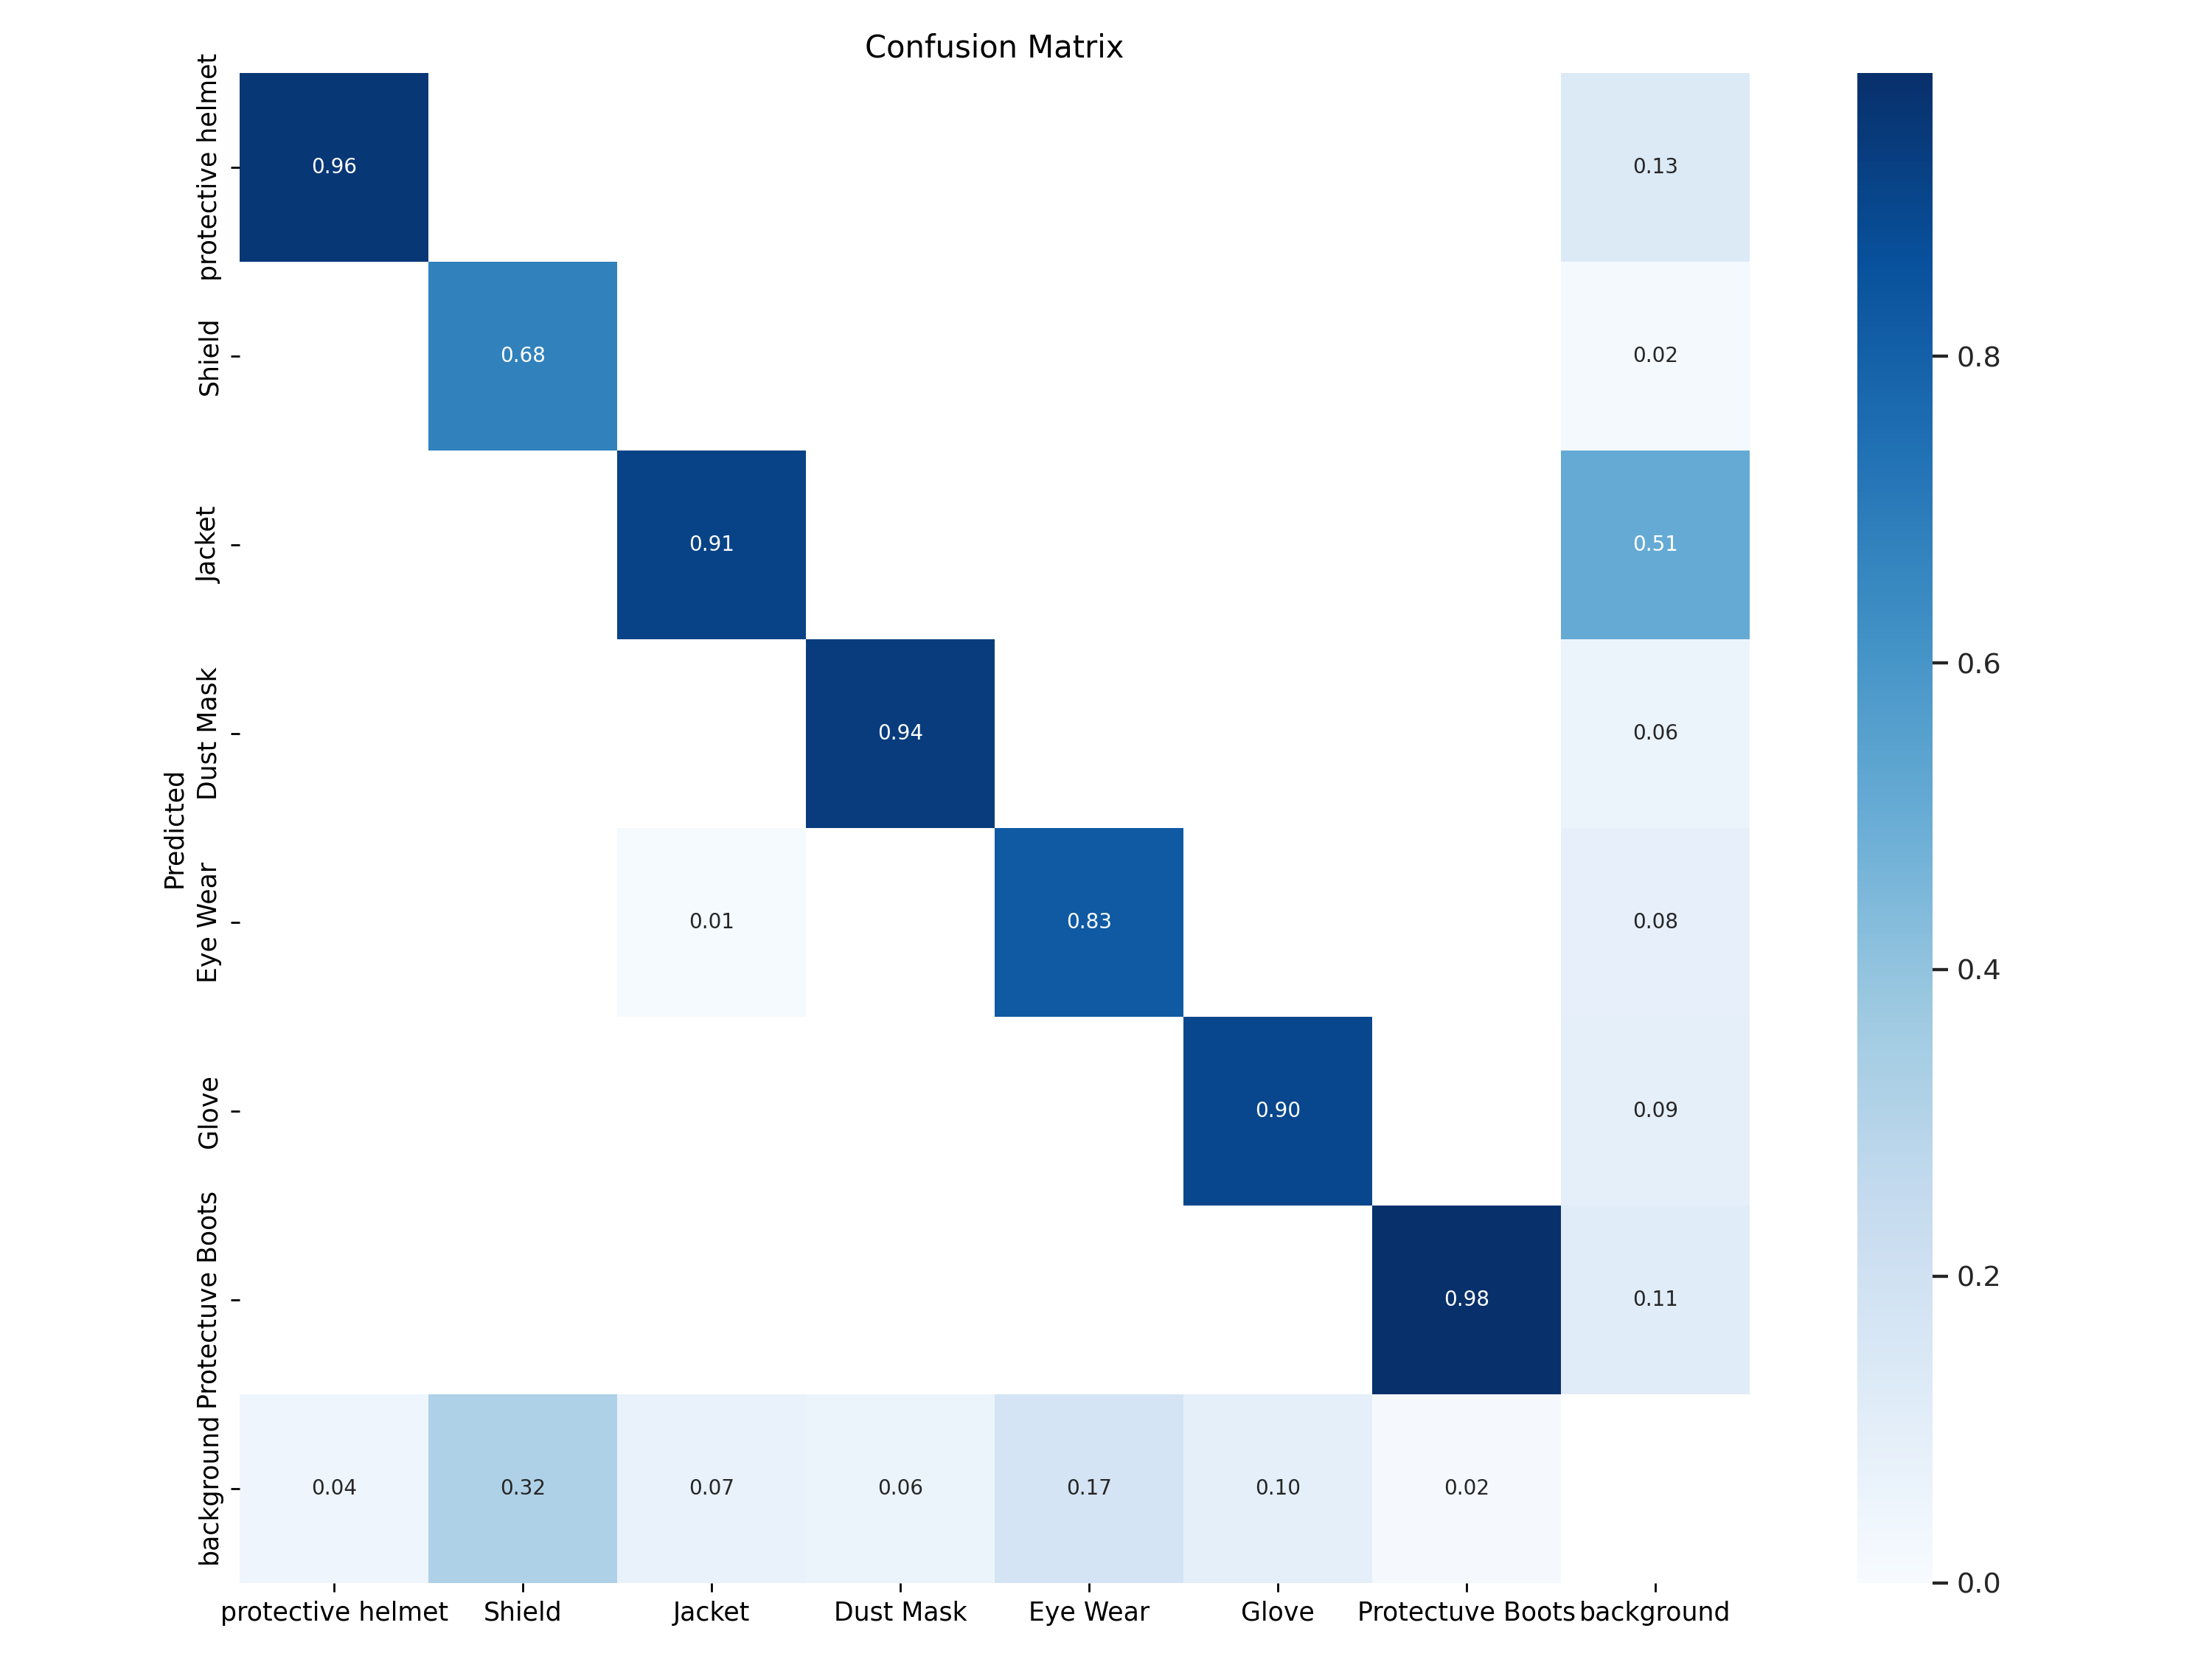 Confusion Matrix
protective helmet
0.96
0.13
Shield
0.68
0.02
0.8
Jacket
0.91
0.51
0.6
Dust Mask
0.94
0.06
Predicted
Eye Wear
0.01
0.83
0.08
0.4
Glove
0.90
0.09
Protectuve Boots
0.98
0.11
0.2
background
0.04
0.32
0.07
0.06
0.17
0.10
0.02
0.0
protective helmet
Shield
Jacket
Dust Mask
Eye Wear
Glove
Protectuve Boots
background